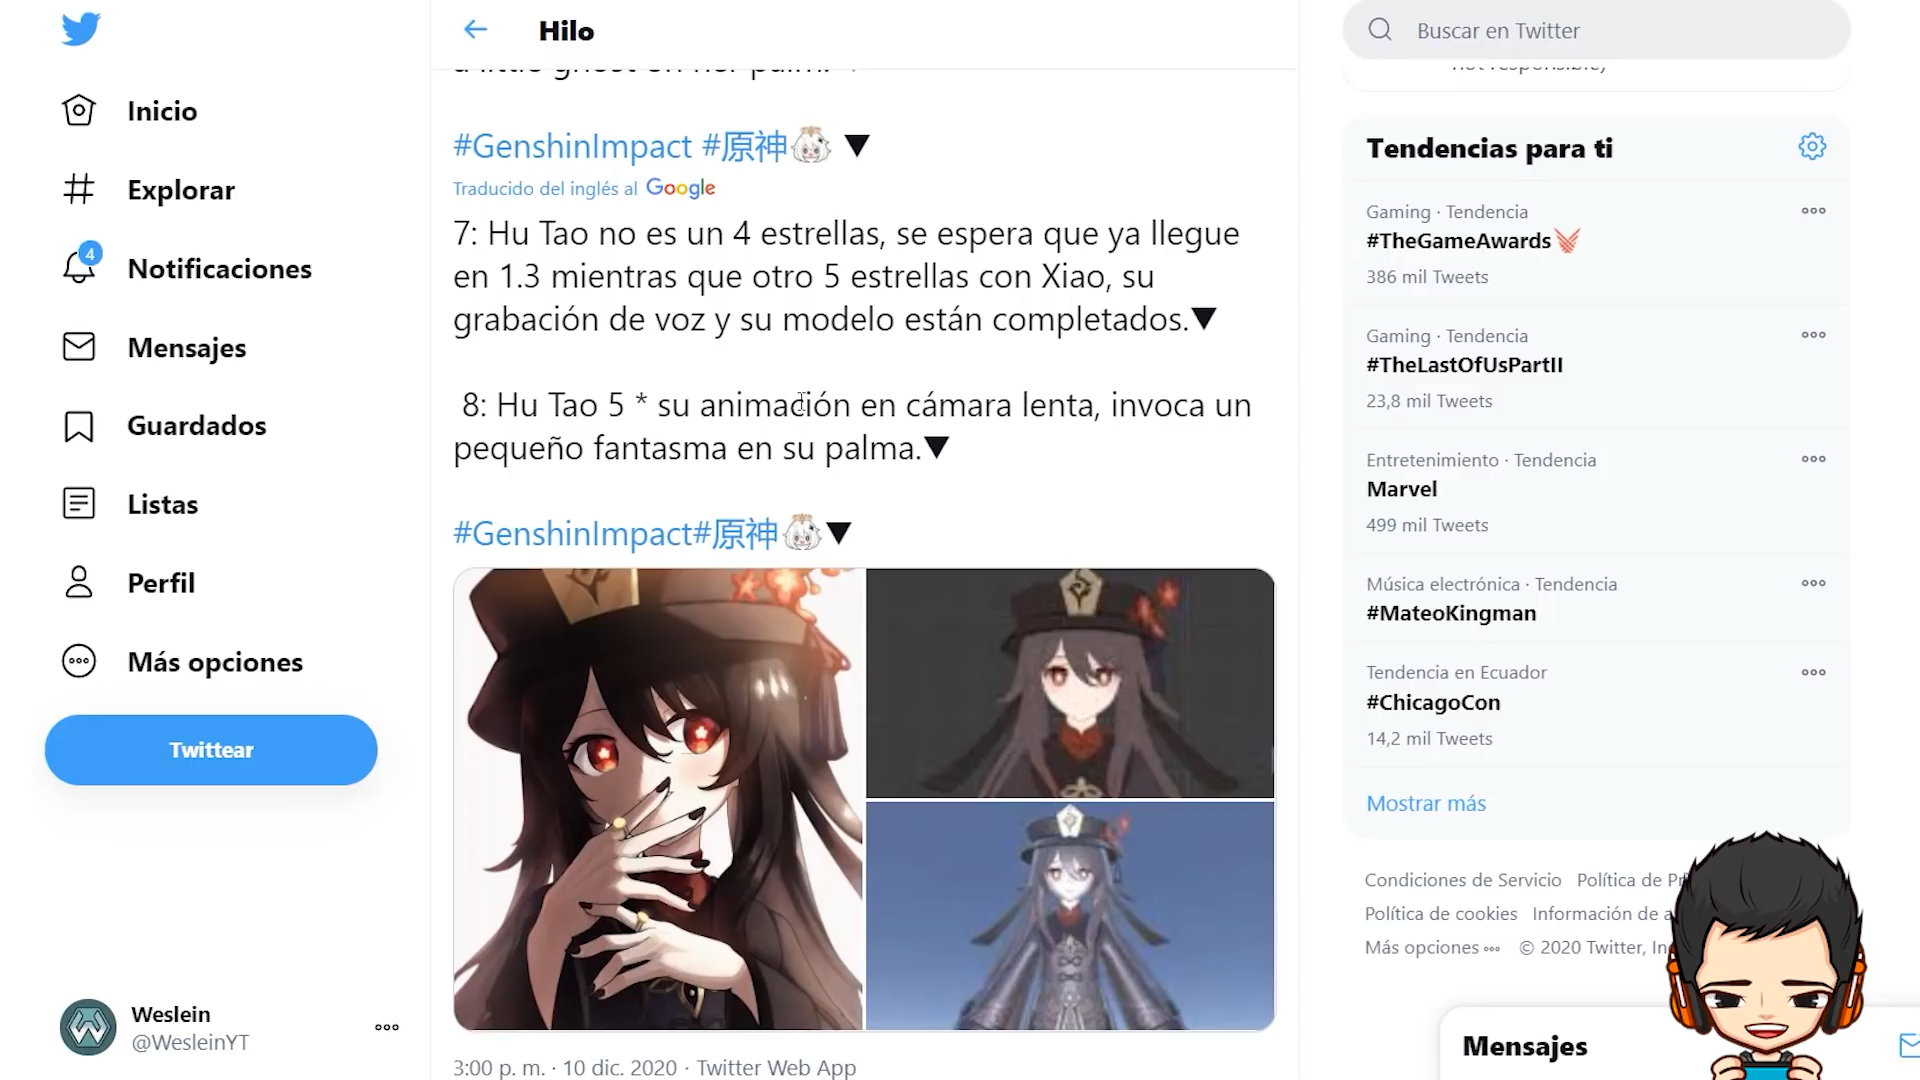 Inicio
Explorar
4
Notificaciones
Mensajes
Guardados
Listas
Perfil
Más opciones
Twittear
Weslein
@WesleinYT
Hilo
a little ghost on her palm.
#GenshinImpact #原神 ▼
Traducido del inglés al Google
7: Hu Tao no es un 4 estrellas, se espera que ya llegue
en 1.3 mientras que otro 5 estrellas con Xiao, su
grabación de voz y su modelo están completados.▼
8: Hu Tao 5 * su animación en cámara lenta, invoca un
pequeño fantasma en su palma.▼
#GenshinImpact#原神 ▼
3:00 p. m. · 10 dic. 2020 · Twitter Web App
Buscar en Twitter
not responsible)
Tendencias para ti
Gaming · Tendencia
#TheGameAwards
386 mil Tweets
Gaming · Tendencia
#TheLastOfUsPartII
23,8 mil Tweets
Entretenimiento · Tendencia
Marvel
499 mil Tweets
Música electrónica · Tendencia
#MateoKingman
Tendencia en Ecuador
#ChicagoCon
14,2 mil Tweets
Mostrar más
Condiciones de Servicio Política de
Política de cookies Información de
Más opciones © 2020 Twitter,
Mensajes